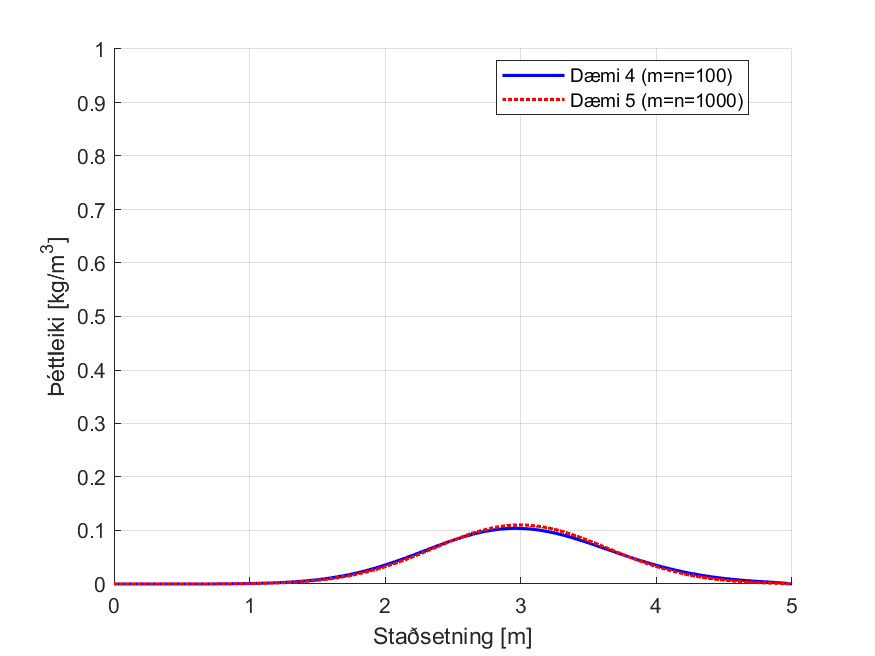 Dæmi 4 (m=n=100)
Dæmi 5 (m=n=1000)
1
0.9
0.8
0.7
0.6
0.5
0.4
0.3
0.2
0.1
0
Þéttleiki [kg/m³]
0 1 2 3 4 5
Staðsetning [m]